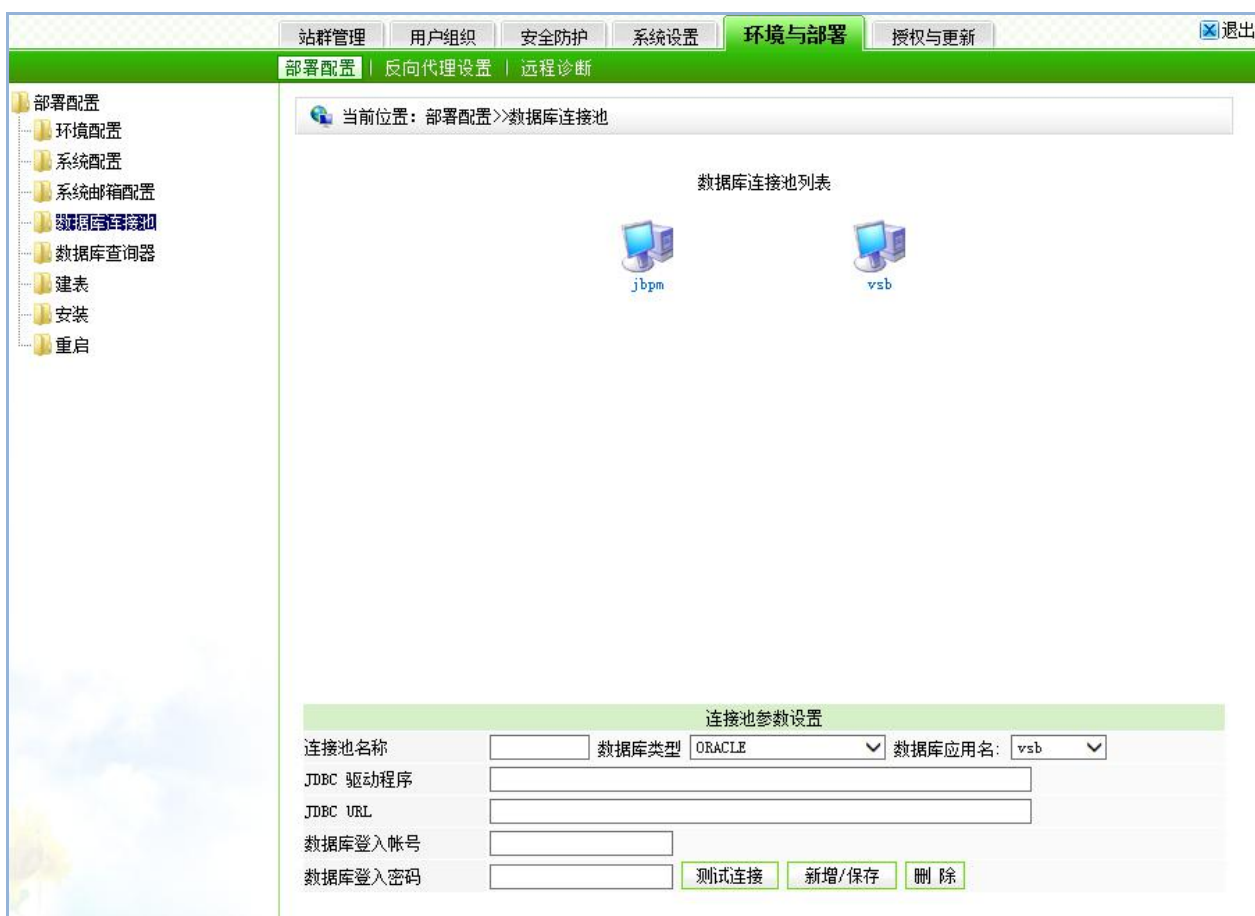 站群管理 用户组织 安全防护 系统设置 环境与部署 授权与更新 退出
部署配置 | 反向代理设置 | 远程诊断
部署配置
环境配置
系统配置
系统邮箱配置
数据库连接池
数据库查询器
建表
安装
重启
当前位置：部署配置>>数据库连接池
数据库连接池列表
jbpm vsb
连接池参数设置
连接池名称 数据库类型 ORACLE 数据库应用名: vsb
JDBC 驱动程序
JDBC URL
数据库登入帐号
数据库登入密码 测试连接 新增/保存 删 除